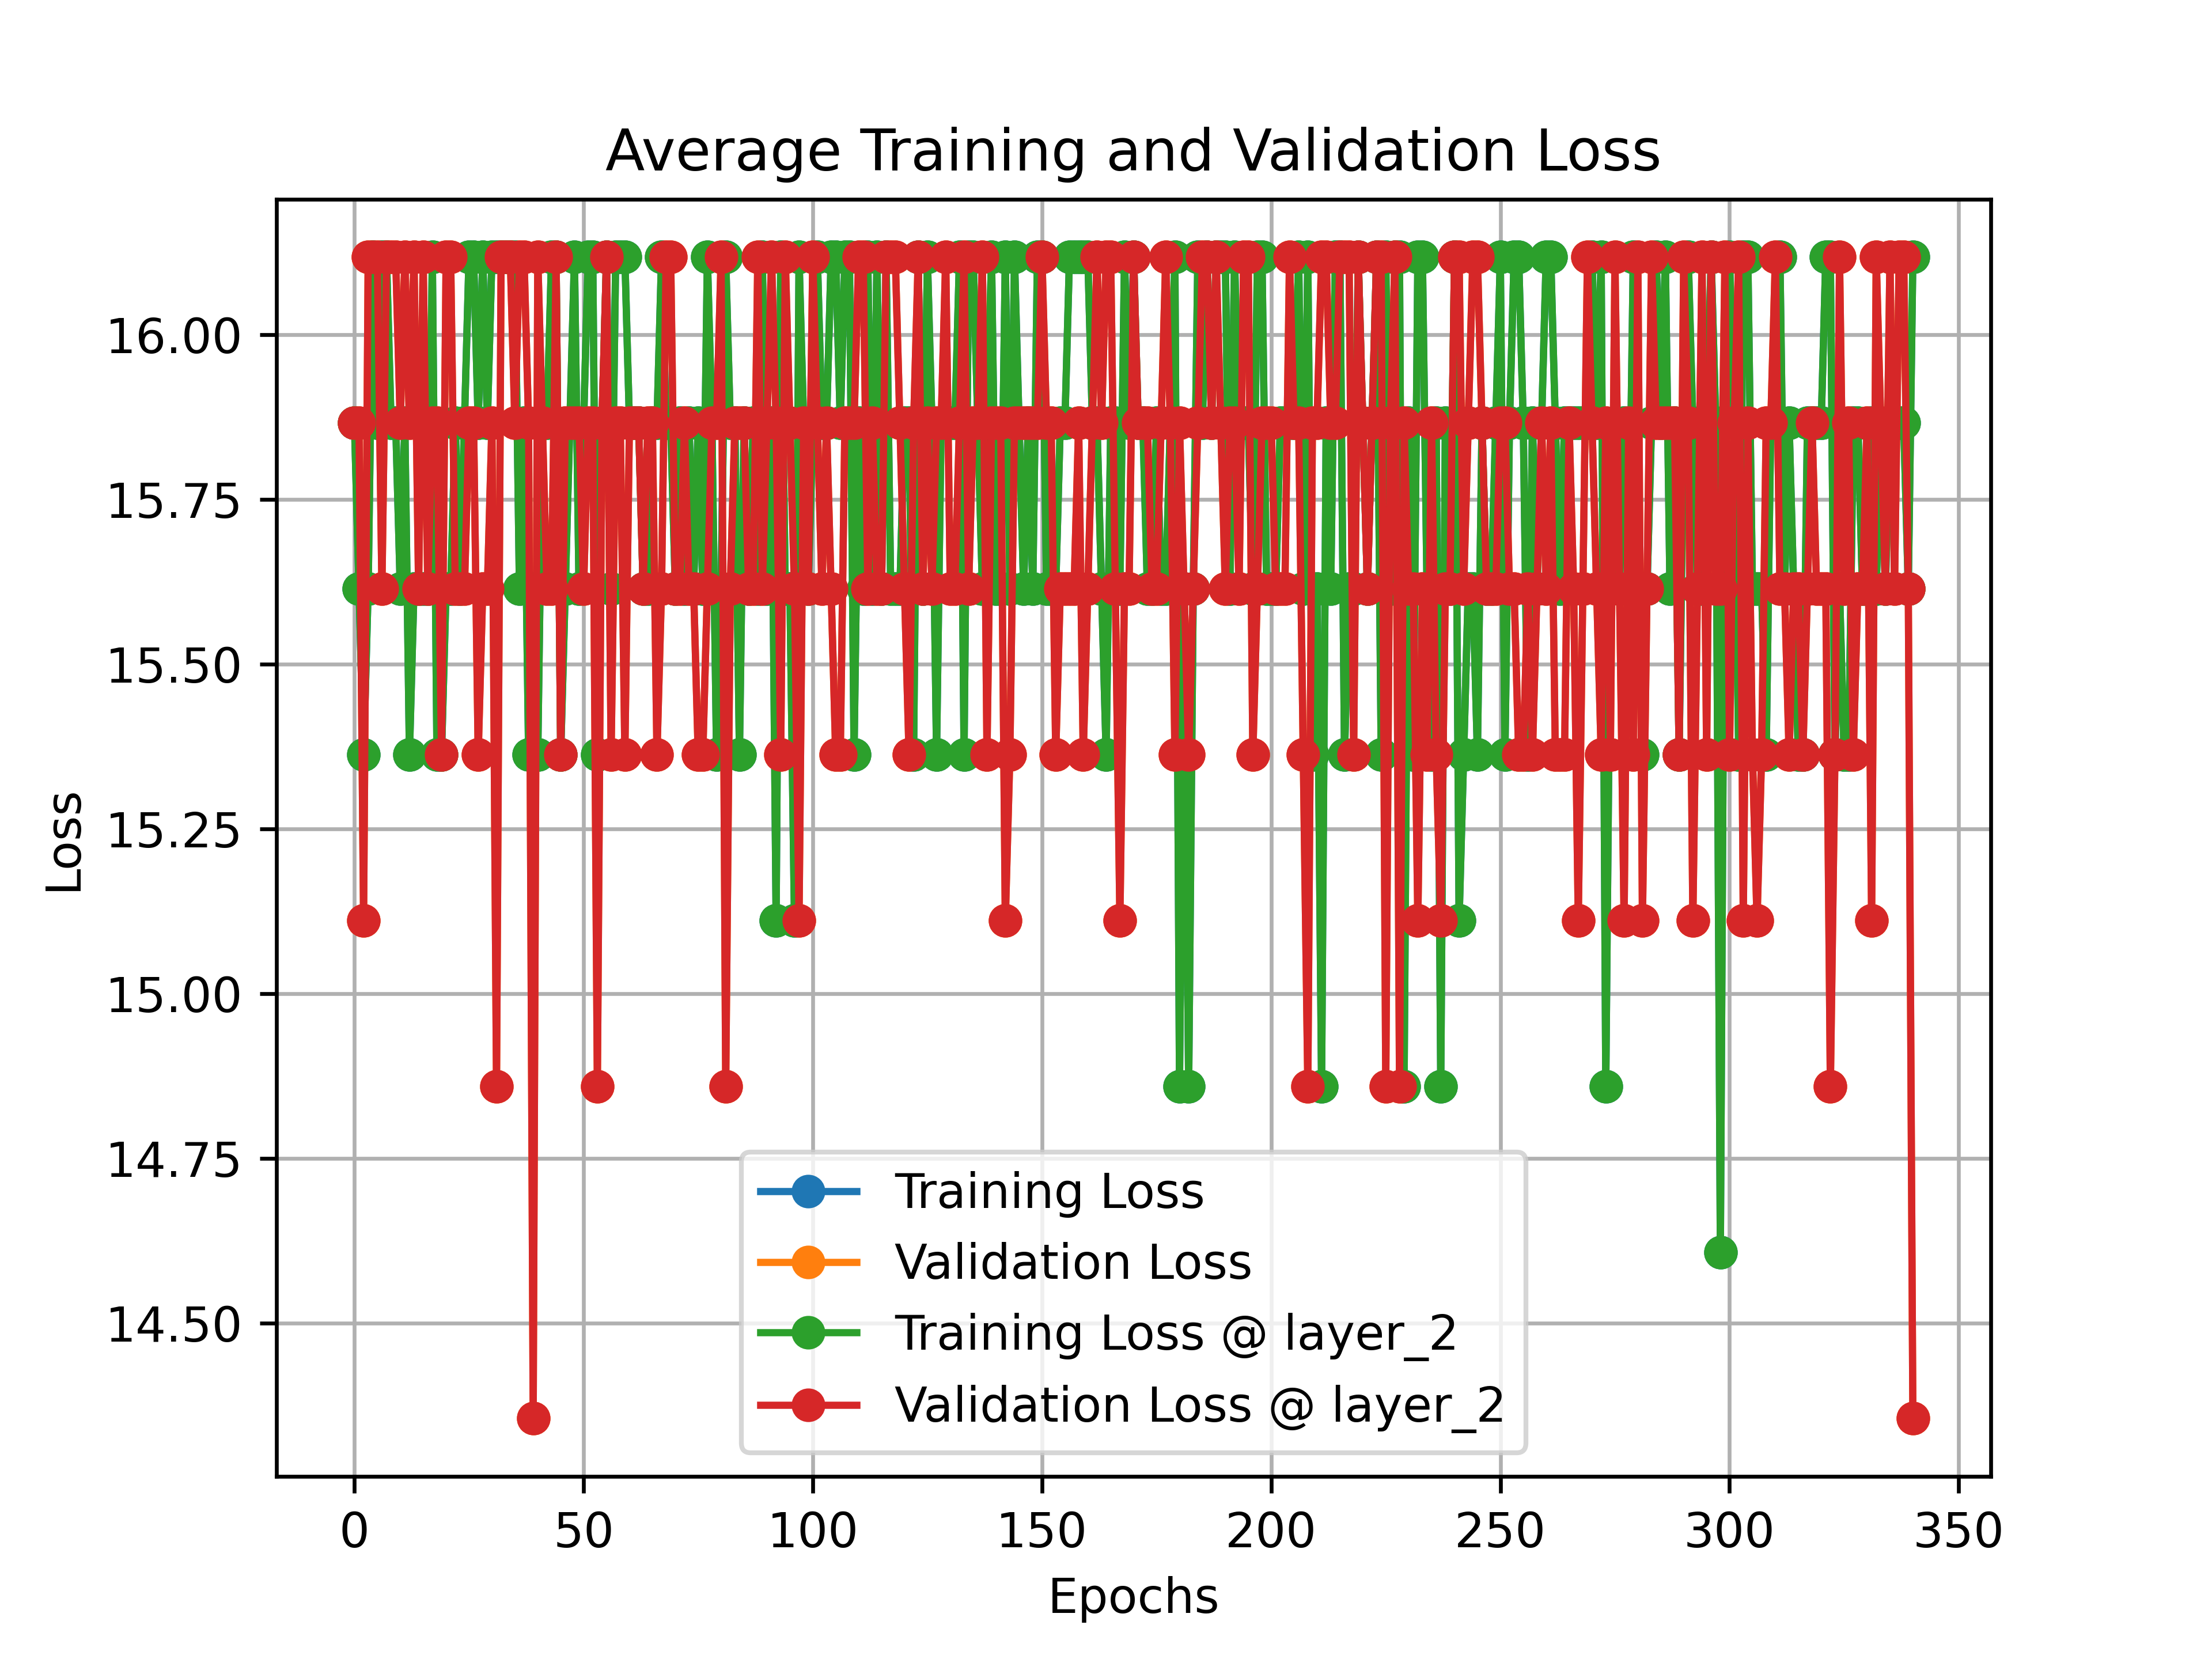 Average Training and Validation Loss
16.00
15.75
15.50
15.25
15.00
14.75
14.50
Loss
Training Loss
Validation Loss
Training Loss @ layer_2
Validation Loss @ layer_2
0 50 100 150 200 250 300 350
Epochs